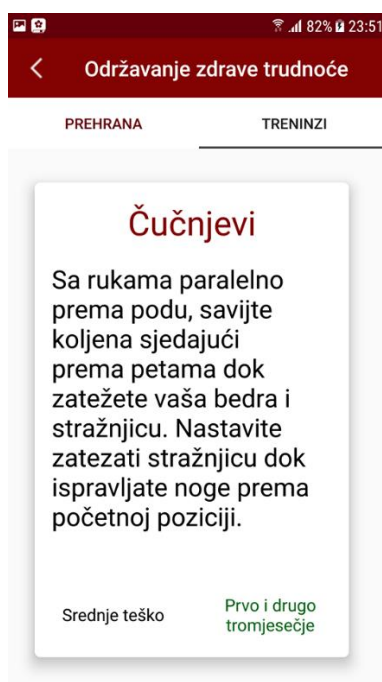 82% 23:51
Održavanje zdrave trudnoće
PREHRANA TRENINZI
Čučnjevi
Sa rukama paralelno
prema podu, savijte
koljena sjedajući
prema petama dok
zatežete vaša bedra i
stražnjicu. Nastavite
zatezati stražnjicu dok
ispravljate noge prema
početnoj poziciji.
Srednje teško
Prvo i drugo
tromjesečje